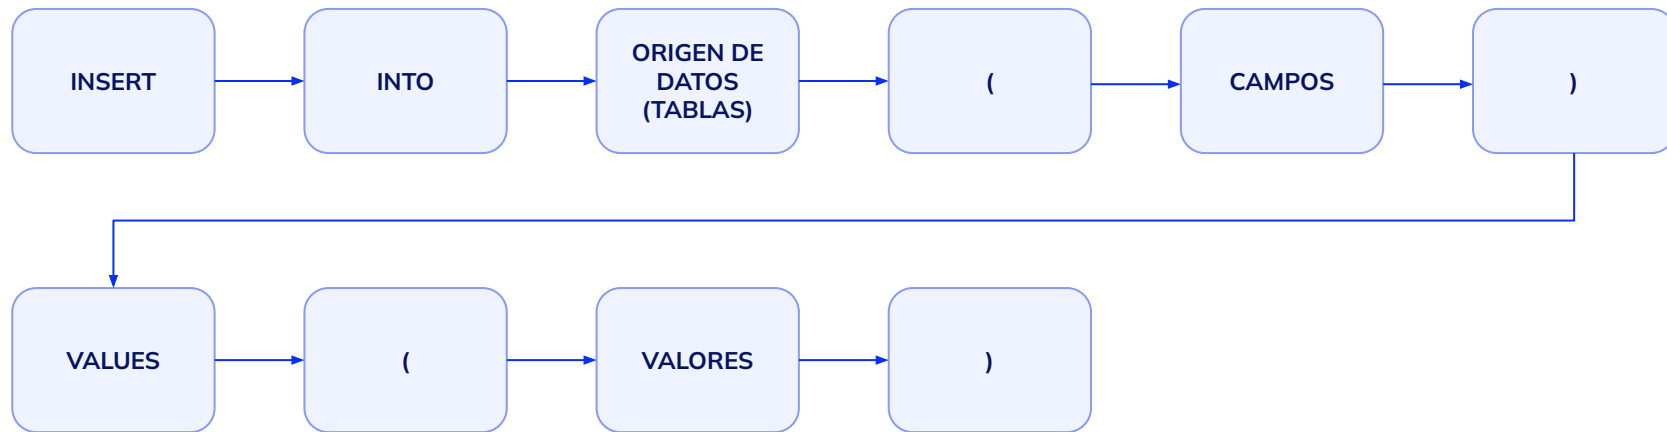 INSERT
INTO
ORIGEN DE
DATOS
(TABLAS)
(
CAMPOS
)
VALUES
(
VALORES
)